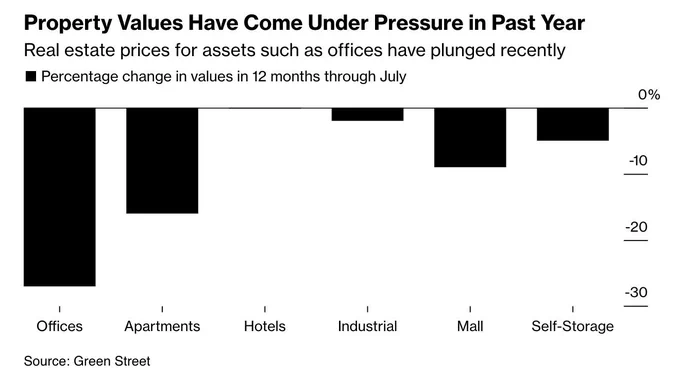 Property Values Have Come Under Pressure in Past Year
Real estate prices for assets such as offices have plunged recently
Percentage change in values in 12 months through July
0%
-10
-20
-30
Offices Apartments Hotels Industrial Mall Self-Storage
Source: Green Street